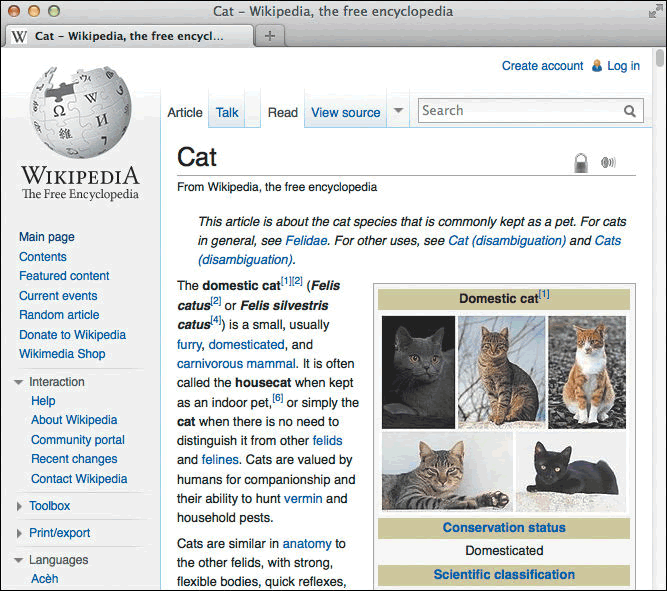 Cat – Wikipedia, the free encyclopedia
W Cat – Wikipedia, the free encycl...
Create account Log in
Ω W И 維
WIKIPEDIA
The Free Encyclopedia
Article Talk Read View source Search
Cat
From Wikipedia, the free encyclopedia
This article is about the cat species that is commonly kept as a pet. For cats
in general, see Felidae. For other uses, see Cat (disambiguation) and Cats
(disambiguation).
Main page
Contents
Featured content
Current events
Random article
Donate to Wikipedia
Wikimedia Shop
Interaction
Help
About Wikipedia
Community portal
Recent changes
Contact Wikipedia
Toolbox
Print/export
Languages
Acèh
The domestic cat[1][2] (Felis
catus[2] or Felis silvestris
catus[4]) is a small, usually
furry, domesticated, and
carnivorous mammal. It is often
called the housecat when kept
as an indoor pet,[6] or simply the
cat when there is no need to
distinguish it from other felids
and felines. Cats are valued by
humans for companionship and
their ability to hunt vermin and
household pests.
Cats are similar in anatomy to
the other felids, with strong,
flexible bodies, quick reflexes,
Domestic cat[1]
Conservation status
Domesticated
Scientific classification